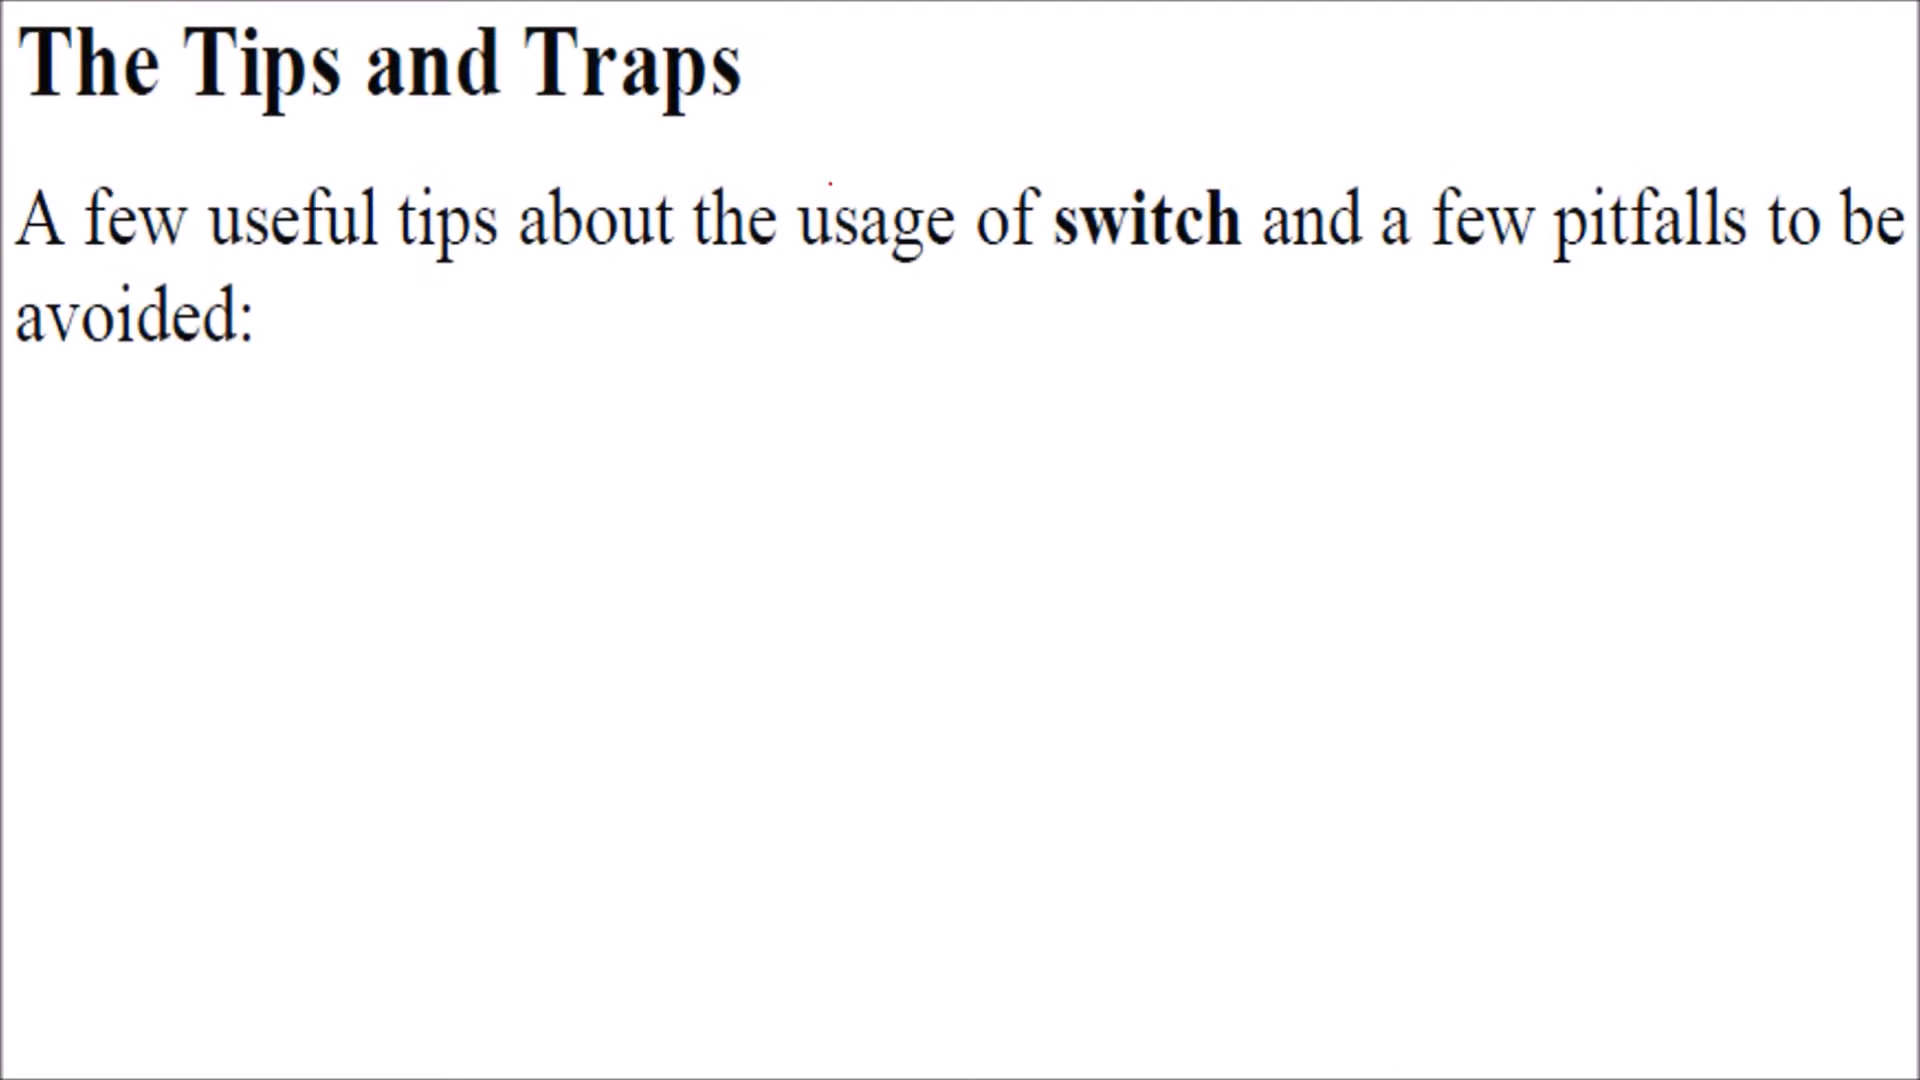 The Tips and Traps
A few useful tips about the usage of switch and a few pitfalls to be
avoided: